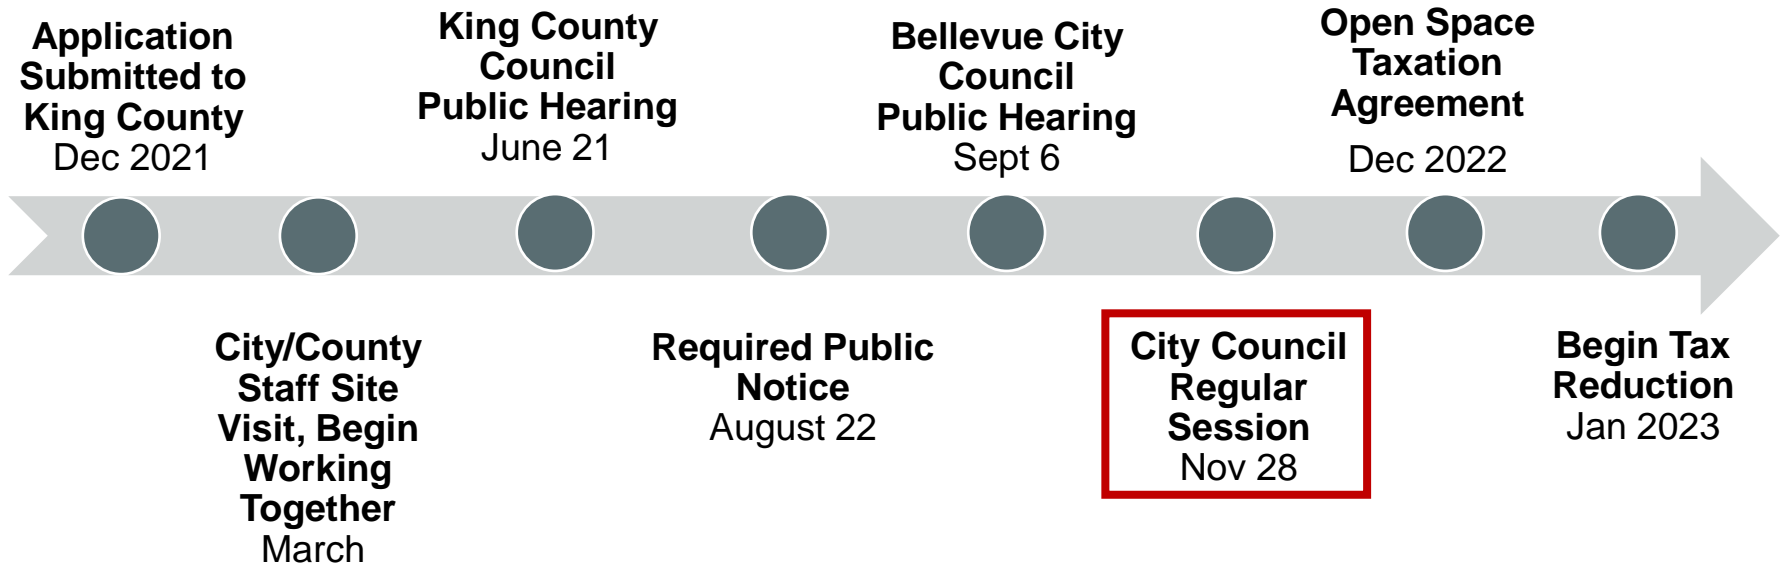 Application
Submitted to
King County
Dec 2021
City/County
Staff Site
Visit, Begin
Working
Together
March
King County
Council
Public Hearing
June 21
Required Public
Notice
August 22
Bellevue City
Council
Public Hearing
Sept 6
City Council
Regular
Session
Nov 28
Open Space
Taxation
Agreement
Dec 2022
Begin Tax
Reduction
Jan 2023